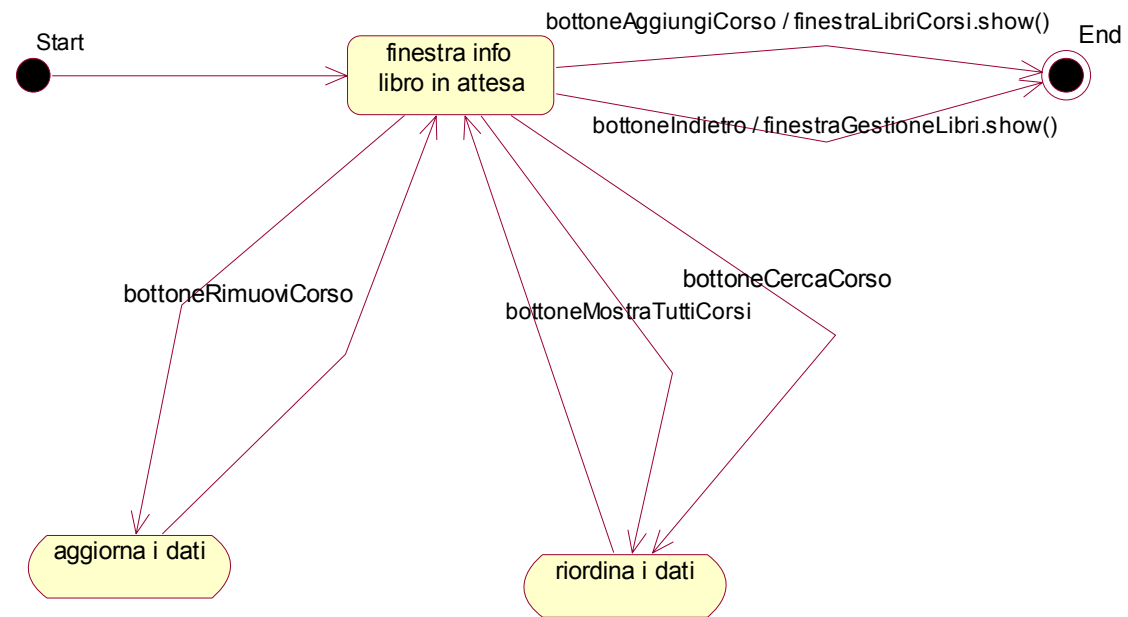 bottoneAggiungiCorso / finestraLibriCorsi.show()
Start
End
finestra info
libro in attesa
bottoneIndietro / finestraGestioneLibri.show()
bottoneCercaCorso
bottoneRimuoviCorso
bottoneMostraTuttiCorsi
aggiorna i dati
riordina i dati